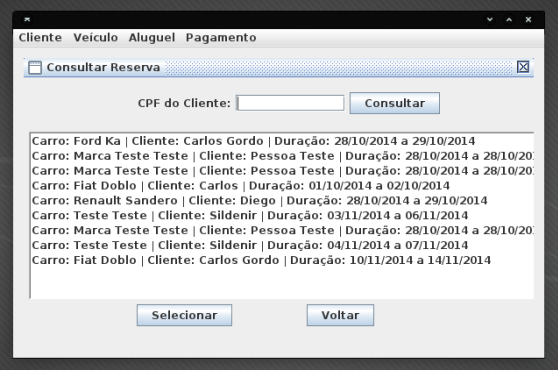 Cliente Veículo Aluguel Pagamento
Consultar Reserva
CPF do Cliente: Consultar
Carro: Ford Ka | Cliente: Carlos Gordo | Duração: 28/10/2014 a 29/10/2014
Carro: Marca Teste Teste | Cliente: Pessoa Teste | Duração: 28/10/2014 a 28/10/20
Carro: Marca Teste Teste | Cliente: Pessoa Teste | Duração: 28/10/2014 a 28/10/20
Carro: Fiat Doblo | Cliente: Carlos | Duração: 01/10/2014 a 02/10/2014
Carro: Renault Sandero | Cliente: Diego | Duração: 28/10/2014 a 29/10/2014
Carro: Teste Teste | Cliente: Sildenir | Duração: 03/11/2014 a 06/11/2014
Carro: Marca Teste Teste | Cliente: Pessoa Teste | Duração: 28/10/2014 a 28/10/20
Carro: Teste Teste | Cliente: Sildenir | Duração: 04/11/2014 a 07/11/2014
Carro: Fiat Doblo | Cliente: Carlos Gordo | Duração: 10/11/2014 a 14/11/2014
Selecionar Voltar